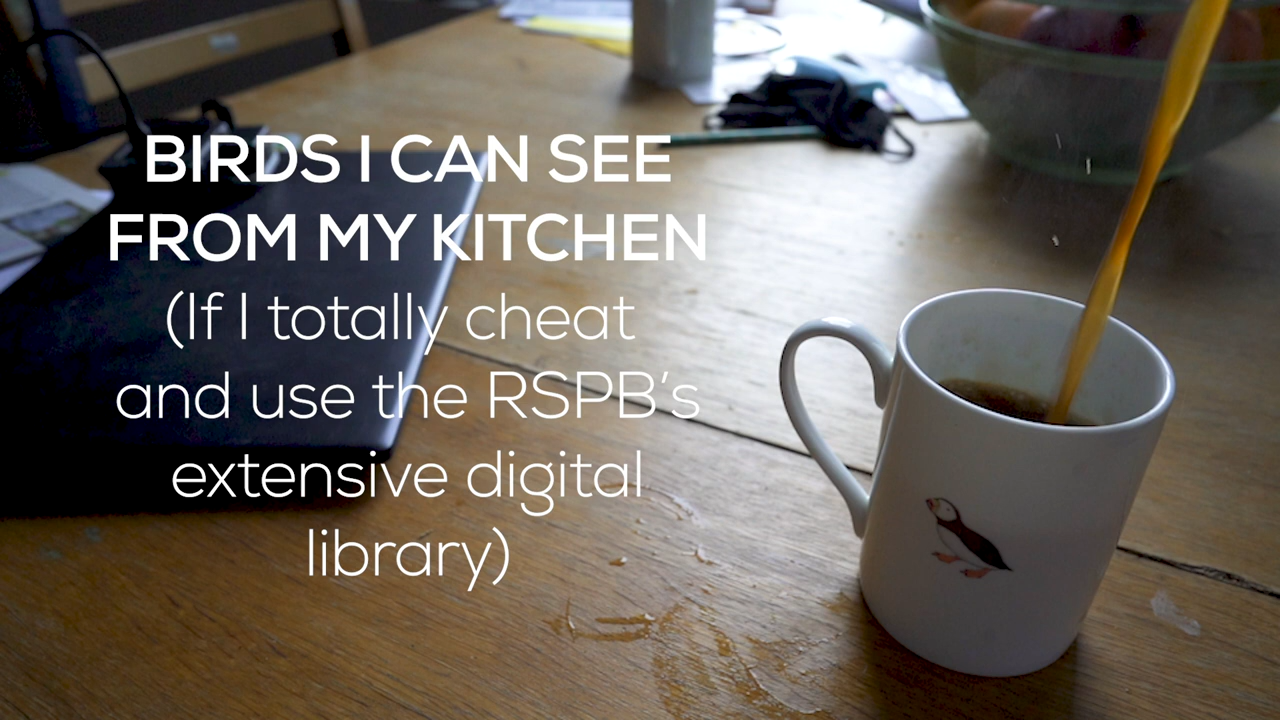 BIRDS I CAN SEE
FROM MY KITCHEN
(If I totally cheat
and use the RSPB's
extensive digital
library)